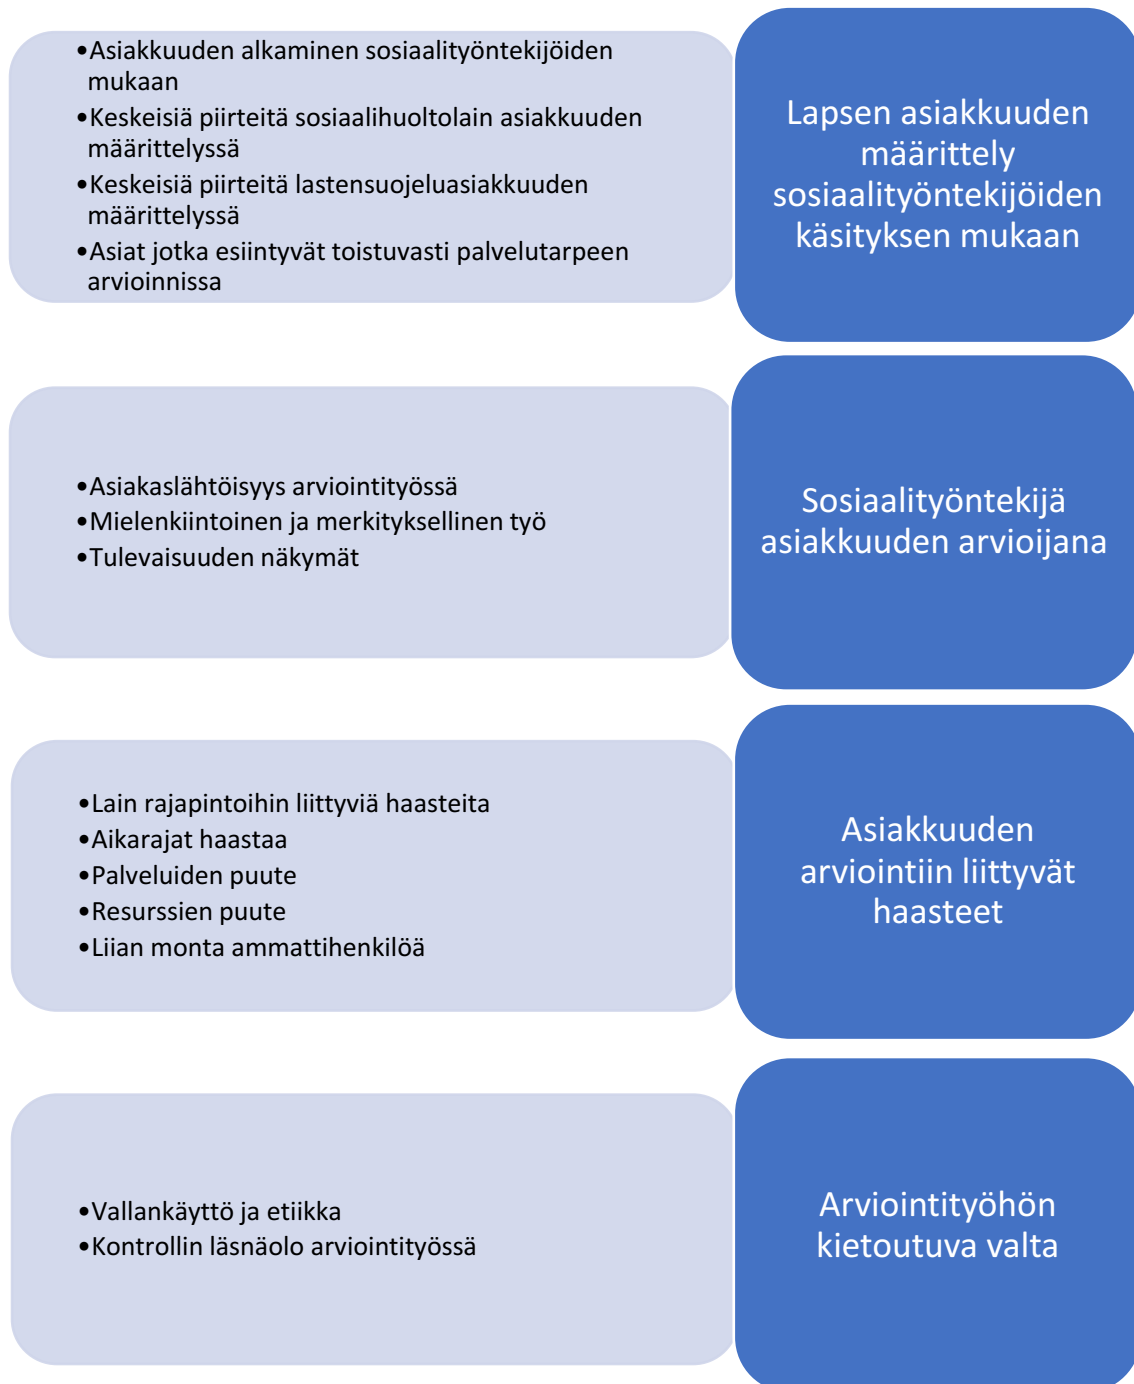 •Asiakkuuden alkaminen sosiaalityöntekijöiden
mukaan
•Keskeisiä piirteitä sosiaalihuoltolain asiakkuuden
määrittelyssä
•Keskeisiä piirteitä lastensuojeluasiakkuuden
määrittelyssä
•Asiat jotka esiintyvät toistuvasti palvelutarpeen
arvioinnissa
Lapsen asiakkuuden
määrittely
sosiaalityöntekijöiden
käsityksen mukaan
•Asiakaslähtöisyys arviointityössä
•Mielenkiintoinen ja merkityksellinen työ
•Tulevaisuuden näkymät
Sosiaalityöntekijä
asiakkuuden arvioijana
•Lain rajapintoihin liittyviä haasteita
•Aikarajat haastaa
•Palveluiden puute
•Resurssien puute
•Liian monta ammattihenkilöä
Asiakkuuden
arviointiin liittyvät
haasteet
•Vallankäyttö ja etiikka
•Kontrollin läsnäolo arviointityössä
Arviointityöhön
kietoutuva valta